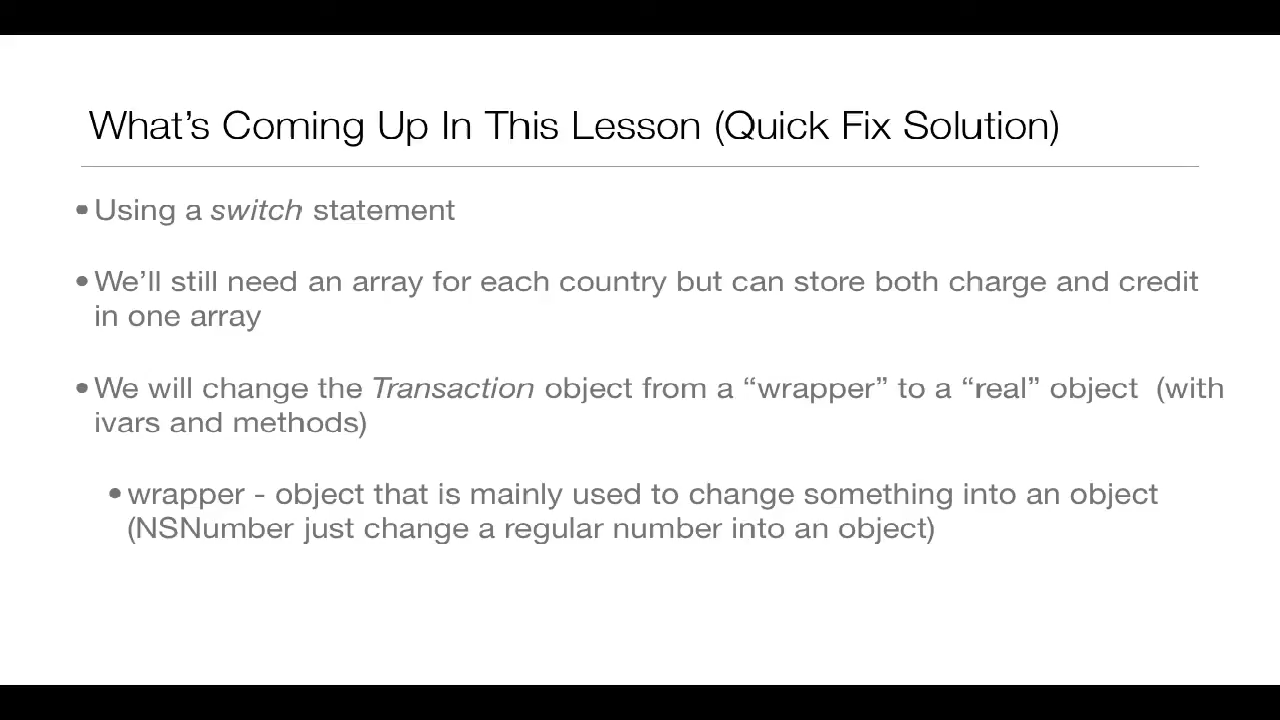 What’s Coming Up In This Lesson (Quick Fix Solution)
• Using a switch statement
• We’ll still need an array for each country but can store both charge and credit
in one array
• We will change the Transaction object from a “wrapper” to a “real” object (with
ivars and methods)
• wrapper - object that is mainly used to change something into an object
(NSNumber just change a regular number into an object)